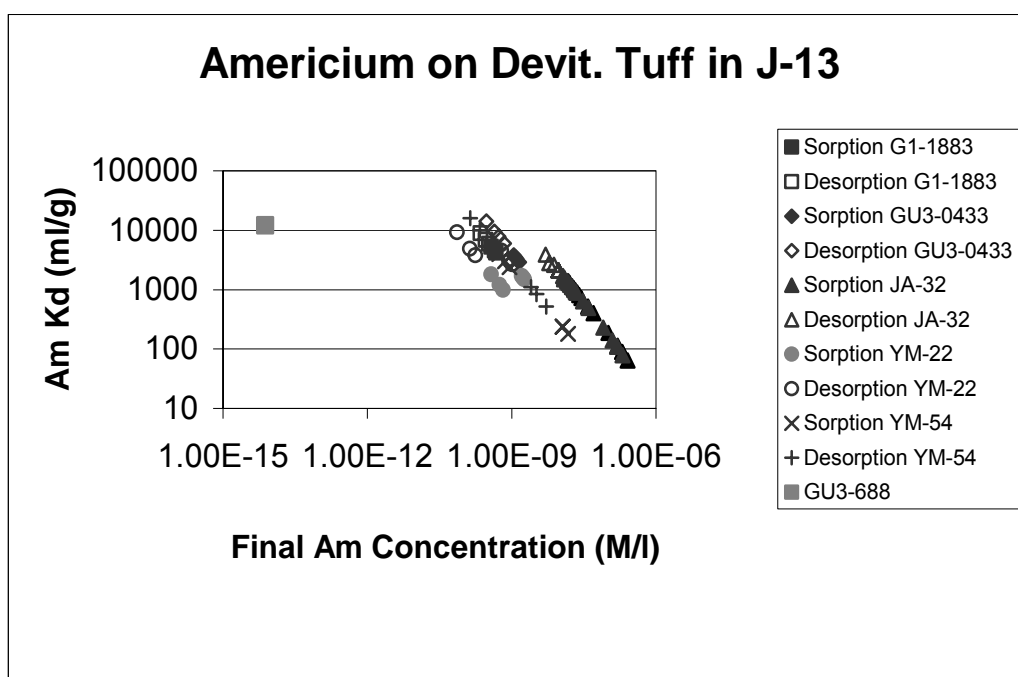 Americium on Devit. Tuff in J-13
100000
10000
1000
100
10
Am Kd (ml/g)
1.00E-15 1.00E-12 1.00E-09 1.00E-06
Final Am Concentration (M/l)
Sorption G1-1883
Desorption G1-1883
Sorption GU3-0433
Desorption GU3-0433
Sorption JA-32
Desorption JA-32
Sorption YM-22
Desorption YM-22
Sorption YM-54
Desorption YM-54
GU3-688